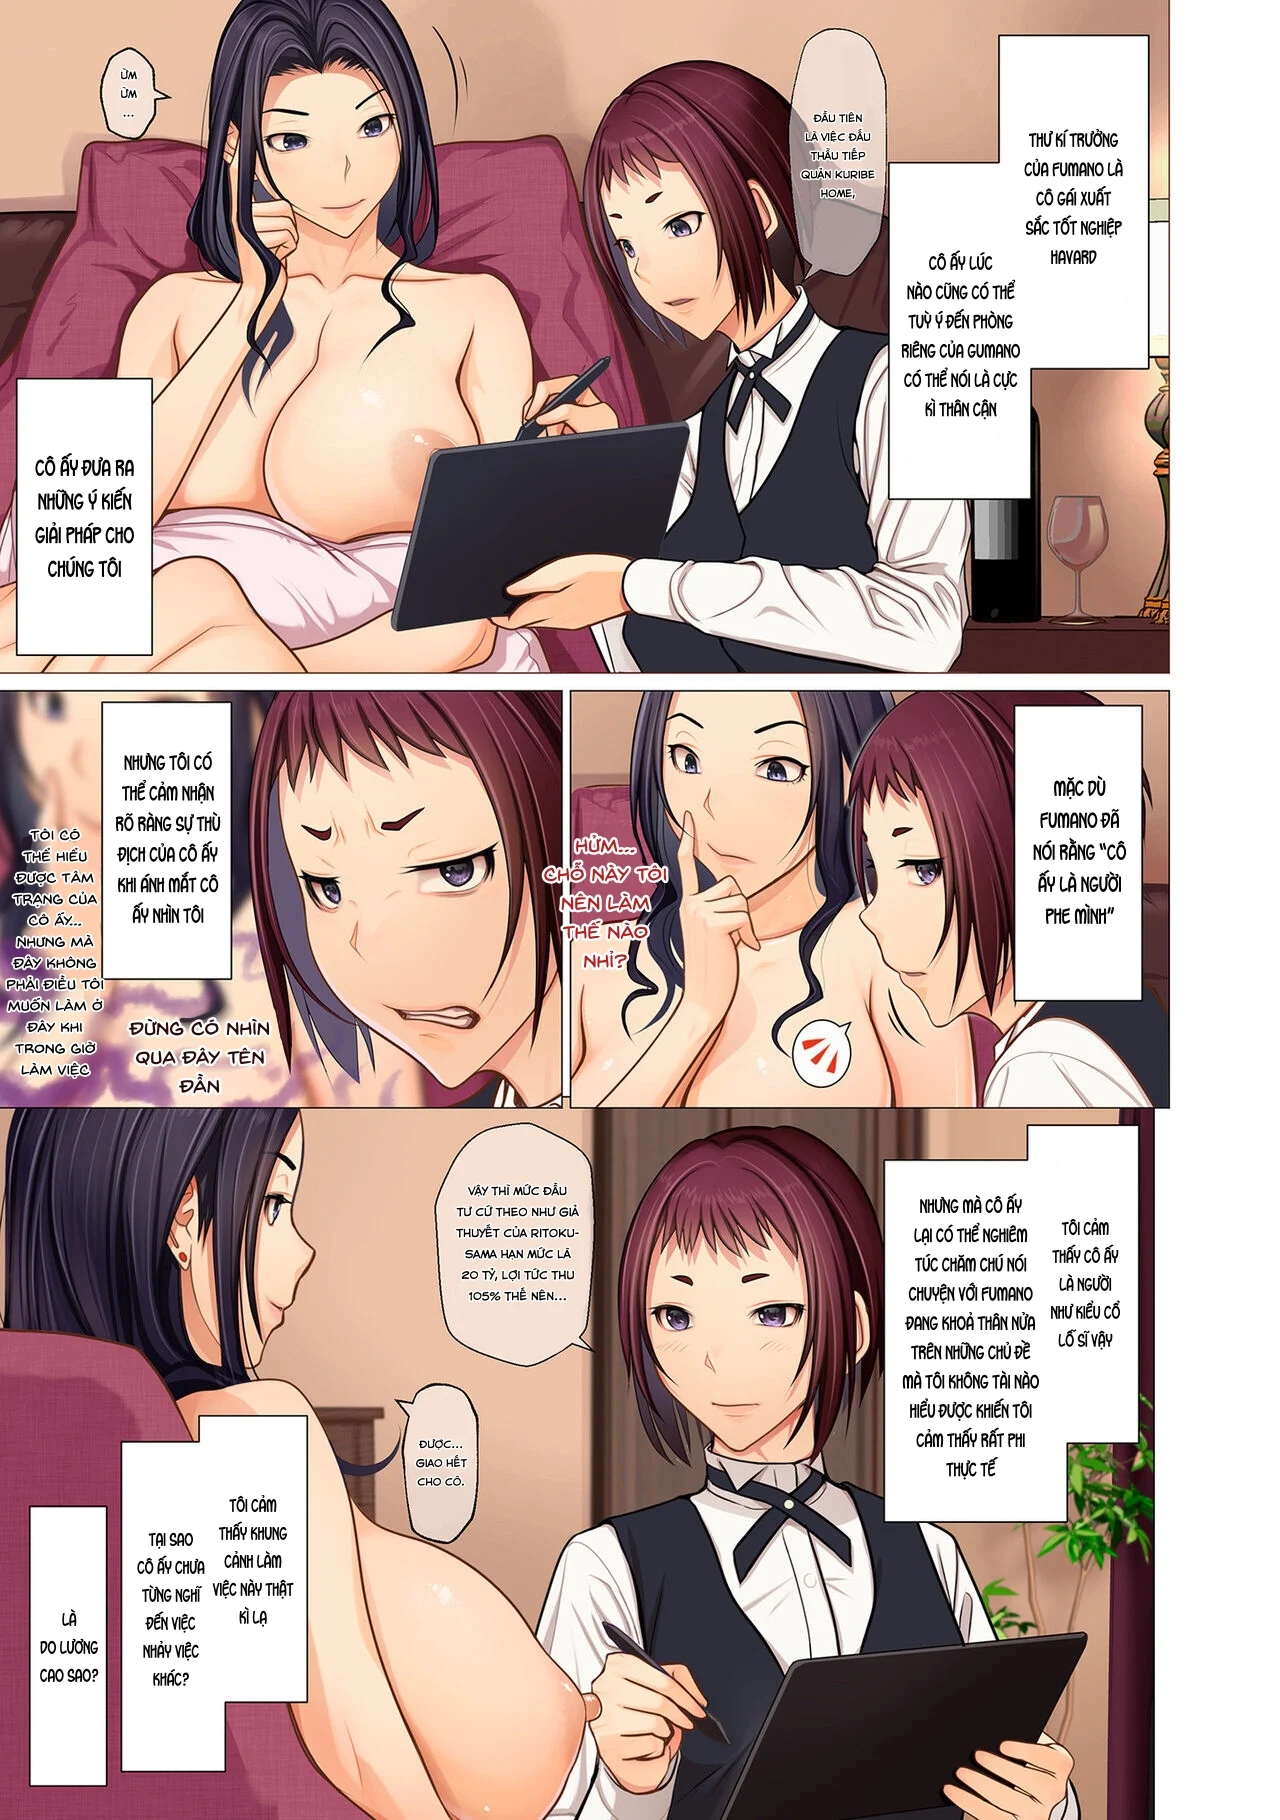 THƯ KÍ TRƯỞNG
CỦA FUMANO LÀ
CÔ GÁI XUẤT
SẮC TỐT NGHIỆP
HAVARD
CÔ ẤY LÚC
NÀO CŨNG CÓ THỂ
TUỲ Ý ĐẾN PHÒNG
RIÊNG CỦA GUMANO
CÓ THỂ NÓI LÀ CỰC
KÌ THÂN CẬN
ĐẦU TIÊN
LÀ VIỆC ĐẤU
THẦU TIẾP
QUẢN KURIBE
HOME,
ỪM
ỪM
...
CÔ ẤY ĐƯA RA
NHỮNG Ý KIẾN
GIẢI PHÁP CHO
CHÚNG TÔI
MẶC DÙ
FUMANO ĐÃ
NÓI RẰNG “CÔ
ẤY LÀ NGƯỜI
PHE MÌNH”
HỬM...
CHỖ NÀY TÔI
NÊN LÀM
THẾ NÀO
NHỈ?
NHƯNG TÔI CÓ
THỂ CẢM NHẬN
RÕ RÀNG SỰ THÙ
ĐỊCH CỦA CÔ ẤY
KHI ÁNH MẮT CÔ
ẤY NHÌN TÔI
ĐỪNG CÓ NHÌN
QUA ĐÂY TÊN
ĐẦN
TÔI CÓ
THỂ HIỂU
ĐƯỢC TÂM
TRẠNG CỦA
CÔ ẤY...
NHƯNG MÀ
ĐÂY KHÔNG
PHẢI ĐIỀU TÔI
MUỐN LÀM Ở
ĐÂY KHI
TRONG GIỜ
LÀM VIỆC
TÔI CẢM
THẤY CÔ ẤY
LÀ NGƯỜI
NHƯ KIỂU CỔ
LỖ SĨ VẬY
NHƯNG MÀ CÔ ẤY
LẠI CÓ THỂ NGHIÊM
TÚC CHĂM CHÚ NÓI
CHUYỆN VỚI FUMANO
ĐANG KHOẢ THÂN NỬA
TRÊN NHỮNG CHỦ ĐỀ
MÀ TÔI KHÔNG TÀI NÀO
HIỂU ĐƯỢC KHIẾN TÔI
CẢM THẤY RẤT PHI
THỰC TẾ
VẬY THÌ MỨC ĐẦU
TƯ CỨ THEO NHƯ GIẢ
THUYẾT CỦA RITOKU-
SAMA HẠN MỨC LÀ
20 TỶ, LỢI TỨC THU
105% THẾ NÊN...
ĐƯỢC...
GIAO HẾT
CHO CÔ.
TÔI CẢM
THẤY KHUNG
CẢNH LÀM
VIỆC NÀY THẬT
KÌ LẠ
TẠI SAO
CÔ ẤY CHƯA
TỪNG NGHĨ
ĐẾN VIỆC
NHẢY VIỆC
KHÁC?
LÀ
DO LƯƠNG
CAO SAO?